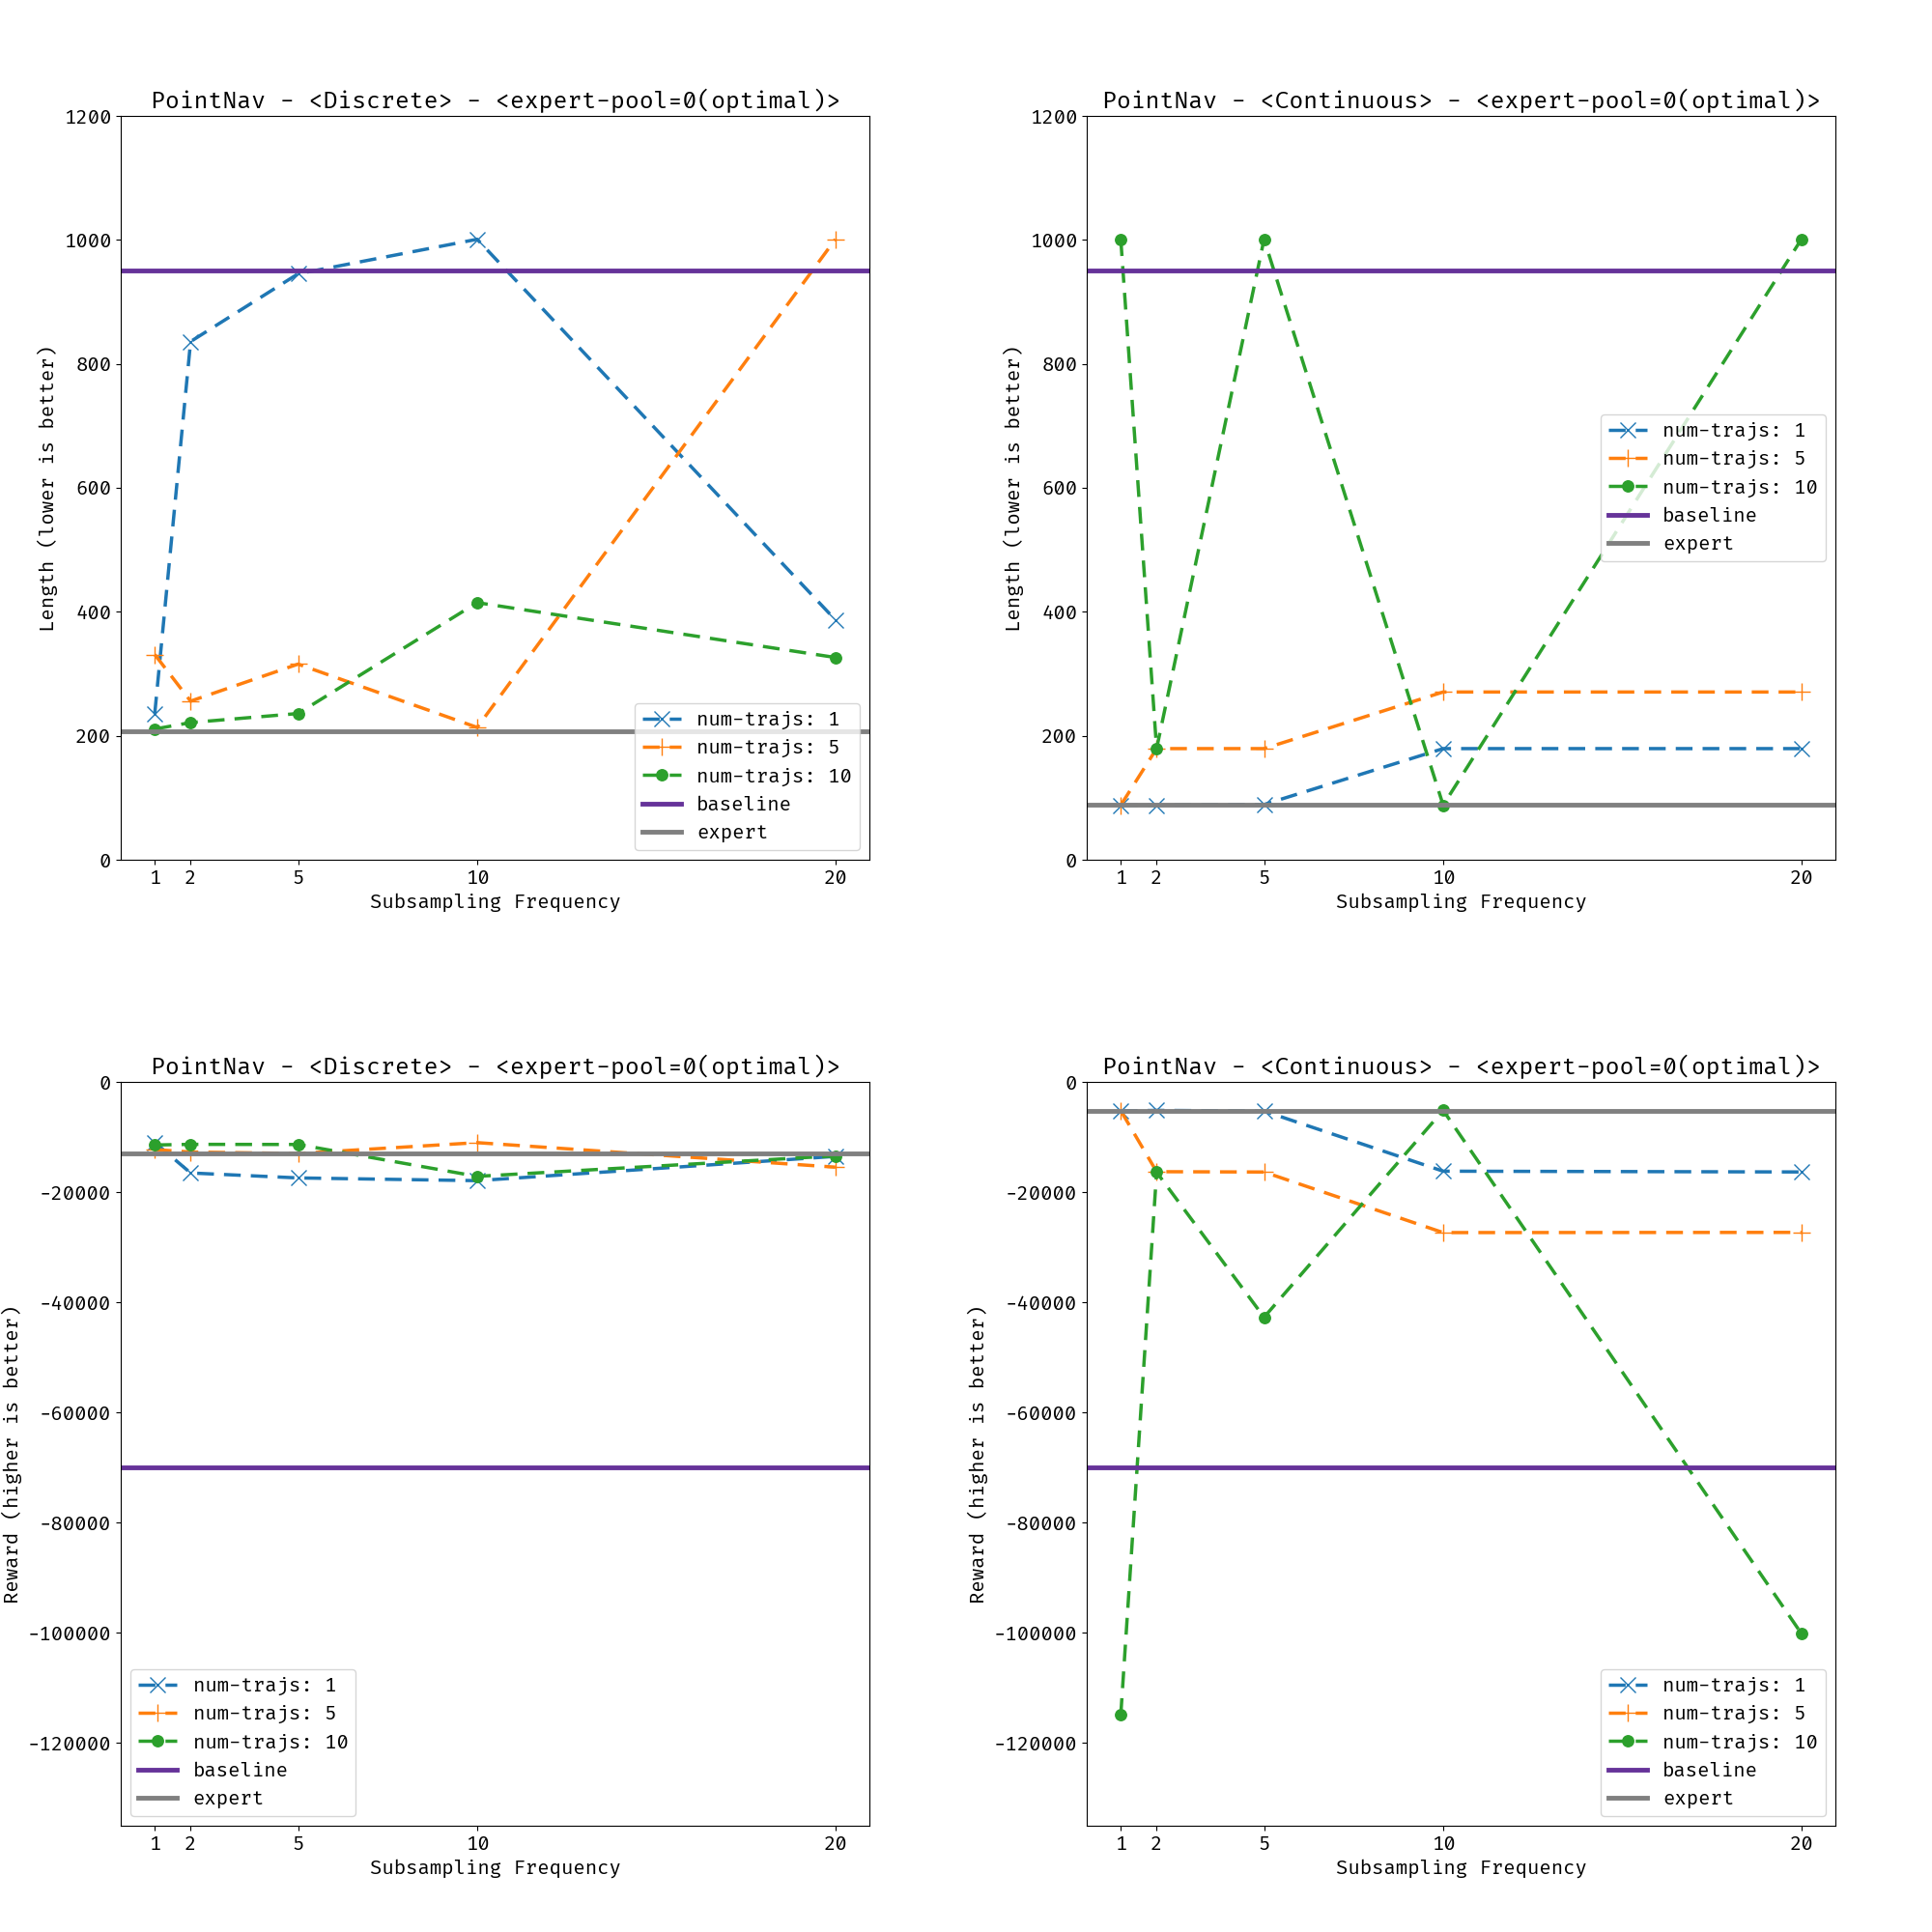 PointNav - <Discrete> - <expert-pool=0(optimal)>
1200
1000
800
600
400
200
0
Length (lower is better)
num-trajs: 1
num-trajs: 5
num-trajs: 10
baseline
expert
1 2 5 10 20
Subsampling Frequency
PointNav - <Continuous> - <expert-pool=0(optimal)>
1200
1000
800
600
400
200
0
Length (lower is better)
num-trajs: 1
num-trajs: 5
num-trajs: 10
baseline
expert
1 2 5 10 20
Subsampling Frequency
PointNav - <Discrete> - <expert-pool=0(optimal)>
0
-20000
-40000
-60000
-80000
-100000
-120000
Reward (higher is better)
num-trajs: 1
num-trajs: 5
num-trajs: 10
baseline
expert
1 2 5 10 20
Subsampling Frequency
PointNav - <Continuous> - <expert-pool=0(optimal)>
0
-20000
-40000
-60000
-80000
-100000
-120000
Reward (higher is better)
num-trajs: 1
num-trajs: 5
num-trajs: 10
baseline
expert
1 2 5 10 20
Subsampling Frequency